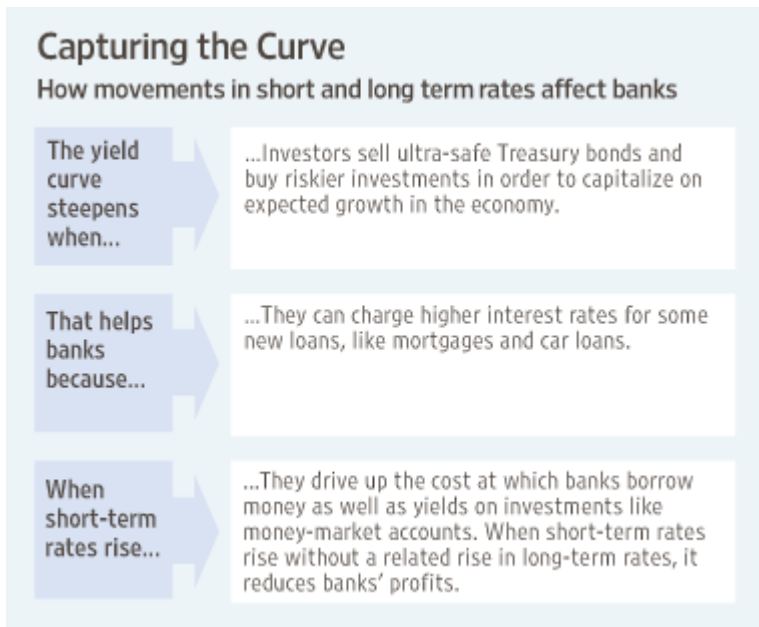 Capturing the Curve
How movements in short and long term rates affect banks
The yield
curve
steepens
when...
...Investors sell ultra-safe Treasury bonds and
buy riskier investments in order to capitalize on
expected growth in the economy.
That helps
banks
because...
...They can charge higher interest rates for some
new loans, like mortgages and car loans.
When
short-term
rates rise...
...They drive up the cost at which banks borrow
money as well as yields on investments like
money-market accounts. When short-term rates
rise without a related rise in long-term rates, it
reduces banks’ profits.